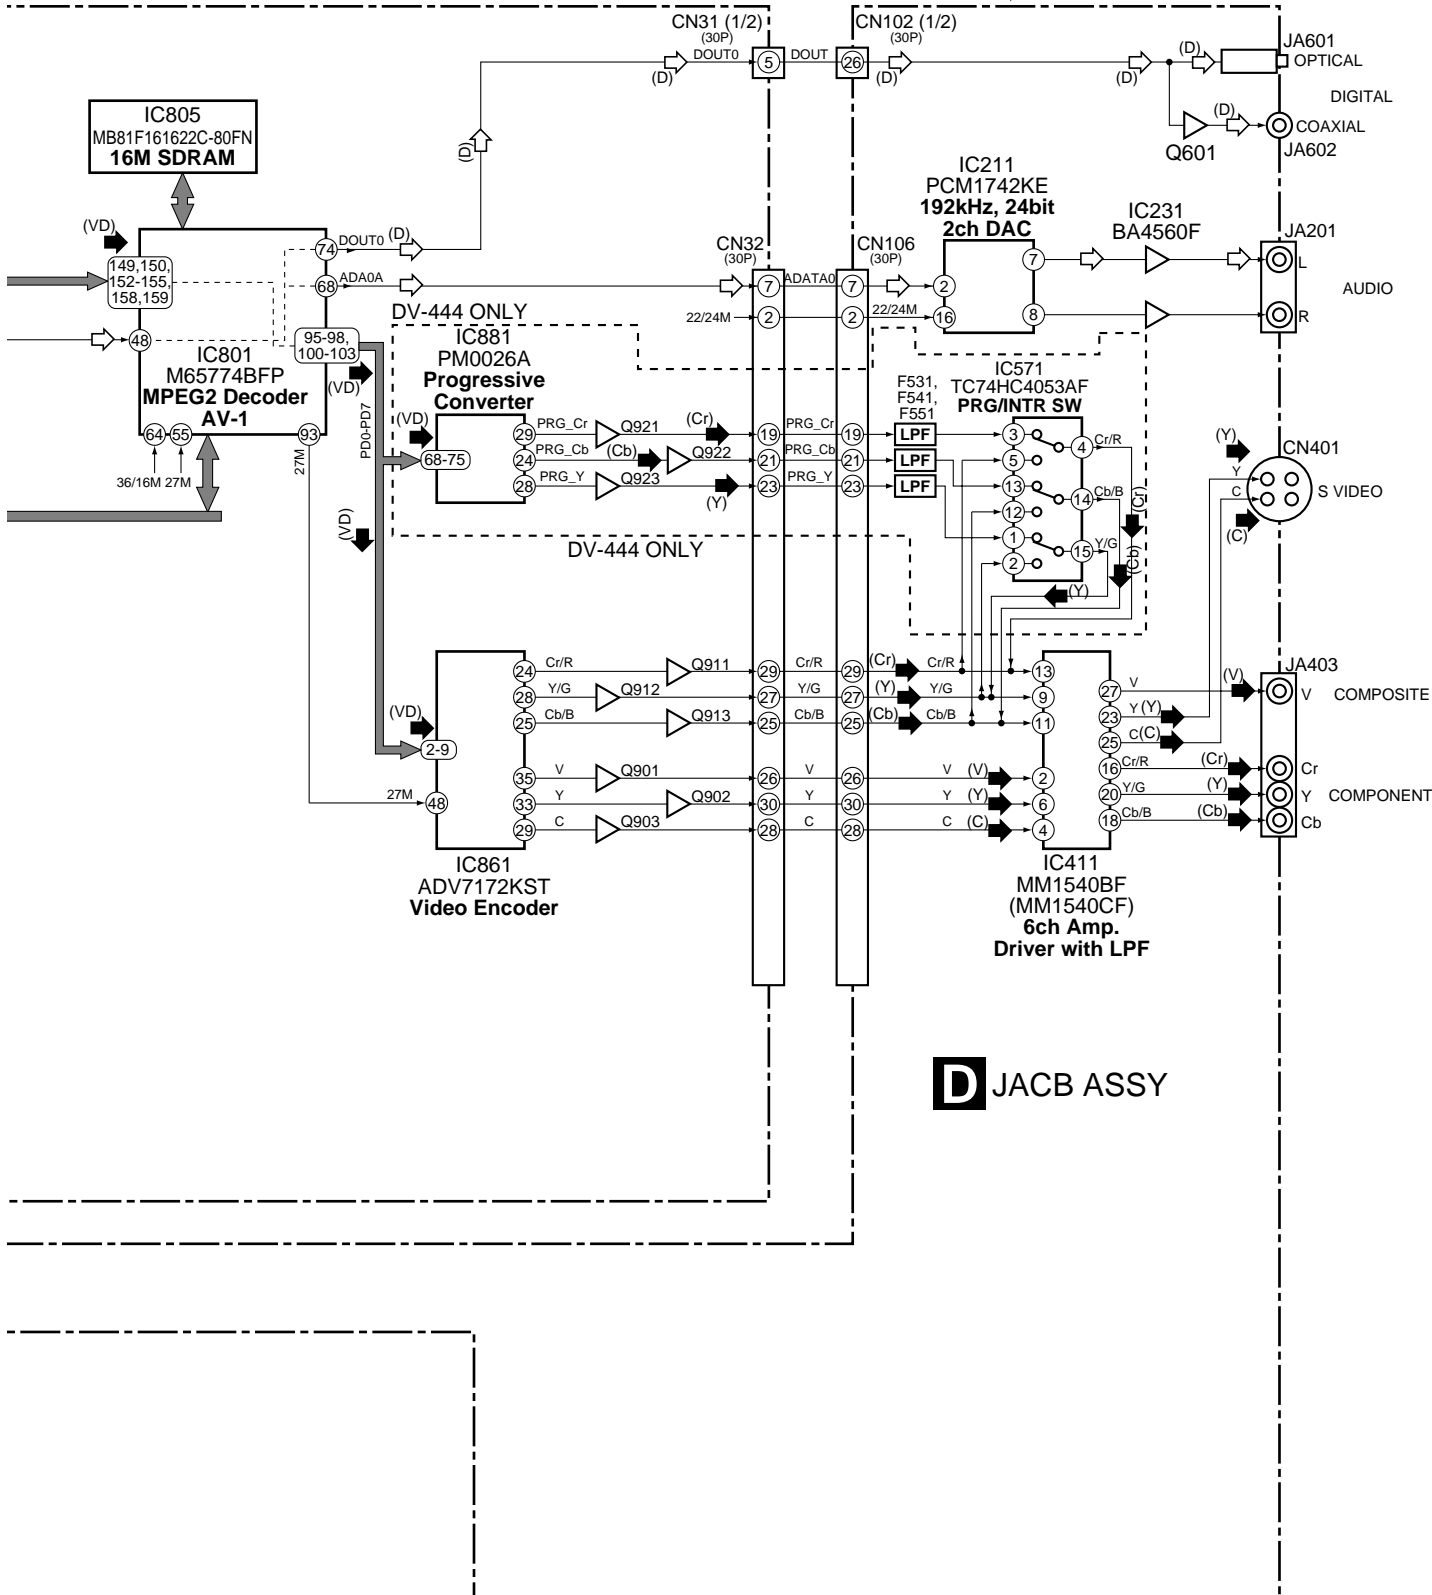 CN31 (1/2)
(30P)
DOUT0
(D)
5
DOUT
CN102 (1/2)
(30P)
26
(D)
(D)
(D)
JA601
OPTICAL
DIGITAL
(D)
COAXIAL
JA602
Q601
IC805
MB81F161622C-80FN
16M SDRAM
(D)
IC211
PCM1742KE
192kHz, 24bit
2ch DAC
IC231
BA4560F
JA201
L
AUDIO
R
(VD)
149,150,
152-155,
158,159
74
DOUT0 (D)
68
ADA0A
48
95-98,
100-103
IC801
M65774BFP
MPEG2 Decoder
AV-1
64
55
93
36/16M
27M
27M
(VD)
PD0-PD7
CN32
(30P)
7
ADATA0
CN106
(30P)
7
2
7
22/24M
2
2
22/24M
16
8
DV-444 ONLY
IC881
PM0026A
Progressive
Converter
(VD)
68-75
29
PRG_Cr
Q921
(Cr)
19
PRG_Cr
19
24
PRG_Cb
(Cb)
Q922
21
PRG_Cb
21
28
PRG_Y
Q923
(Y)
23
PRG_Y
23
F531,
F541,
F551
LPF
LPF
LPF
IC571
TC74HC4053AF
PRG/INTR SW
3
4
Cr/R
5
13
14
Cb/B
12
1
15
Y/G
2
(Cr)
(Cb)
(Y)
(Y)
CN401
Y
C
S VIDEO
(C)
DV-444 ONLY
(VD)
(VD)
2-9
27M
48
24
Cr/R
Q911
29
Cr/R
29
(Cr)
Cr/R
13
28
Y/G
Q912
27
Y/G
27
(Y)
Y/G
9
25
Cb/B
Q913
25
Cb/B
25
(Cb)
Cb/B
11
35
V
Q901
26
V
26
V
(V)
2
33
Y
Q902
30
Y
30
Y
(Y)
6
29
C
Q903
28
C
28
C
(C)
4
IC861
ADV7172KST
Video Encoder
27
V
(V)
JA403
V
COMPOSITE
23
Y (Y)
25
C(C)
16
Cr/R
(Cr)
Cr
20
Y/G
(Y)
Y
COMPONENT
18
Cb/B
(Cb)
Cb
IC411
MM1540BF
(MM1540CF)
6ch Amp.
Driver with LPF
D JACB ASSY